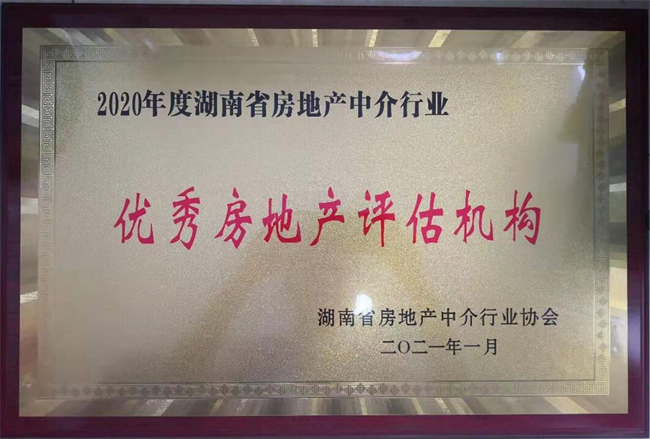 2020年度湖南省房地产中介行业
优秀房地产评估机构
湖南省房地产中介行业协会
二〇二一年一月